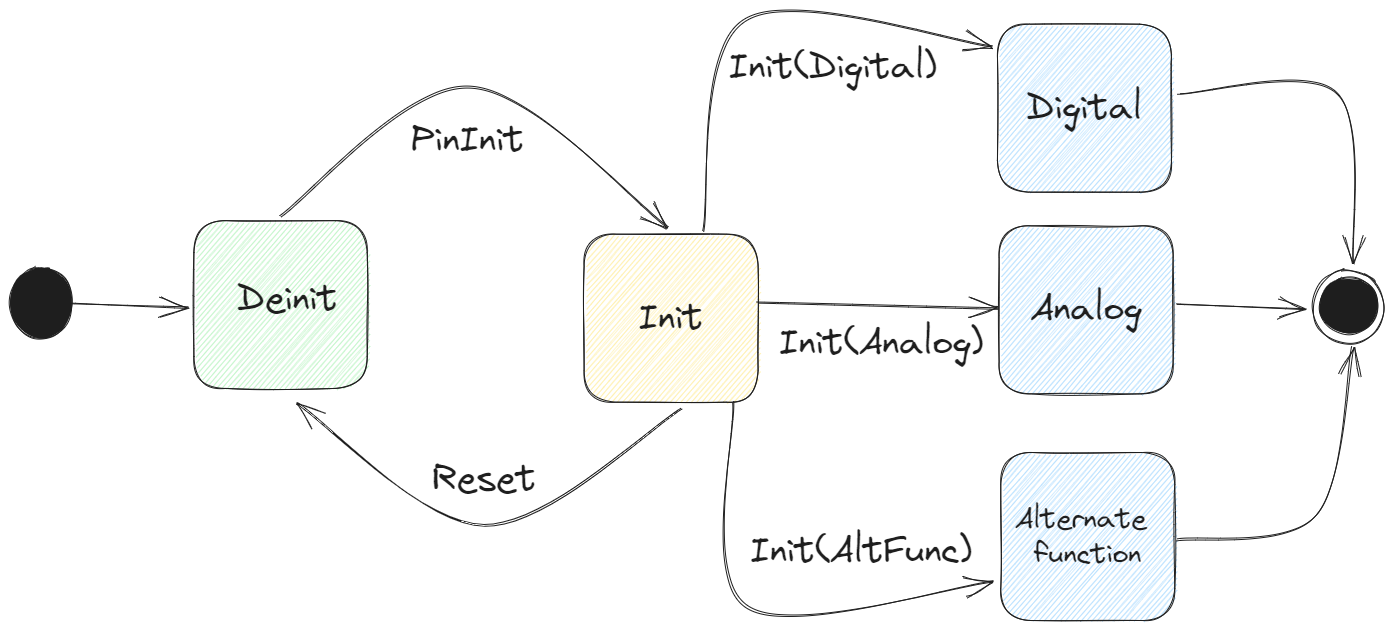 Init(Digital)
Digital
PinInit
Deinit
Init
Analog
Init(Analog)
Reset
Init(AltFunc)
Alternate
function